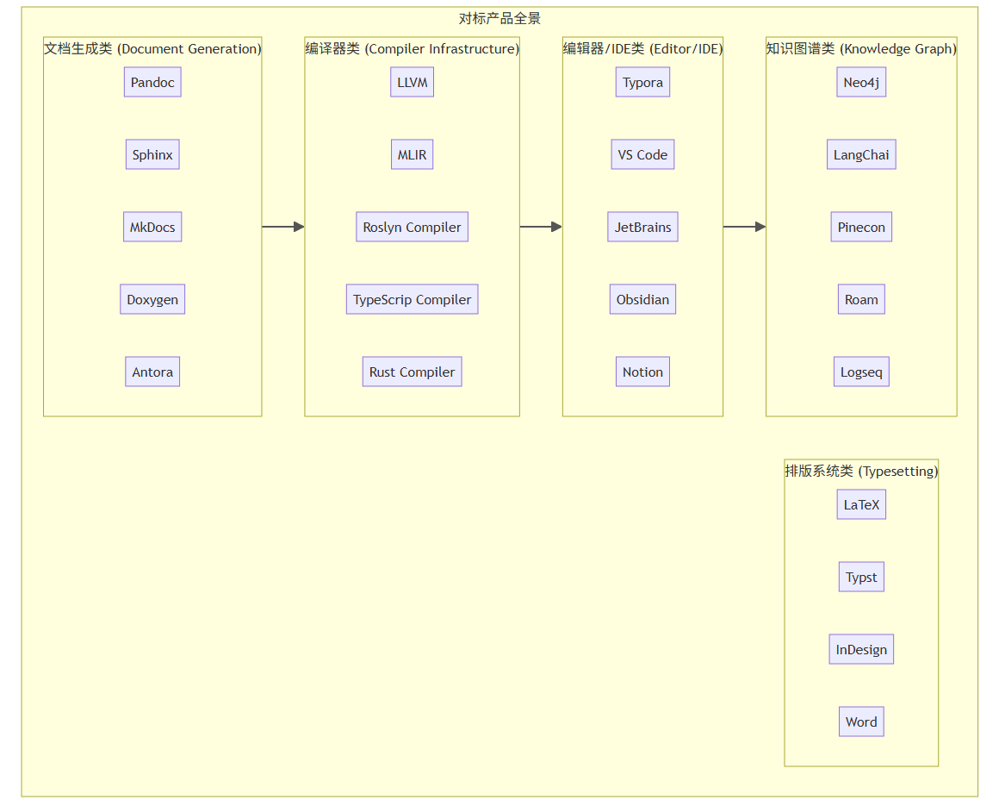 对标产品全景
文档生成类 (Document Generation)
Pandoc
Sphinx
MkDocs
Doxygen
Antora
编译器类 (Compiler Infrastructure)
LLVM
MLIR
Roslyn Compiler
TypeScrip Compiler
Rust Compiler
编辑器/IDE类 (Editor/IDE)
Typora
VS Code
JetBrains
Obsidian
Notion
知识图谱类 (Knowledge Graph)
Neo4j
LangChai
Pinecon
Roam
Logseq
排版系统类 (Typesetting)
LaTeX
Typst
InDesign
Word